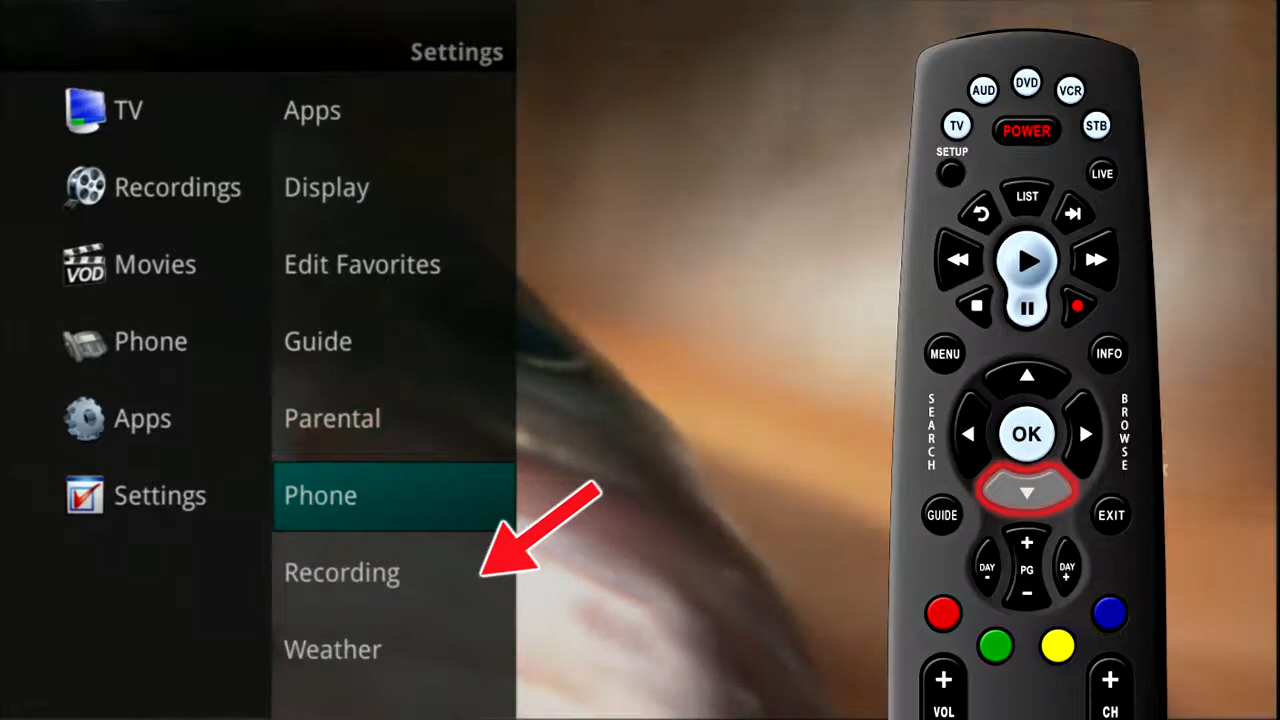 Settings
TV
Recordings
Movies
VOD
Phone
Apps
Settings
Apps
Display
Edit Favorites
Guide
Parental
Phone
Recording
Weather
AUD
DVD
VCR
TV
POWER
STB
SETUP
LIVE
LIST
MENU
INFO
SEARCH
BROWSE
OK
GUIDE
EXIT
+
DAY
-
PG
DAY
+
-
+
VOL
+
CH